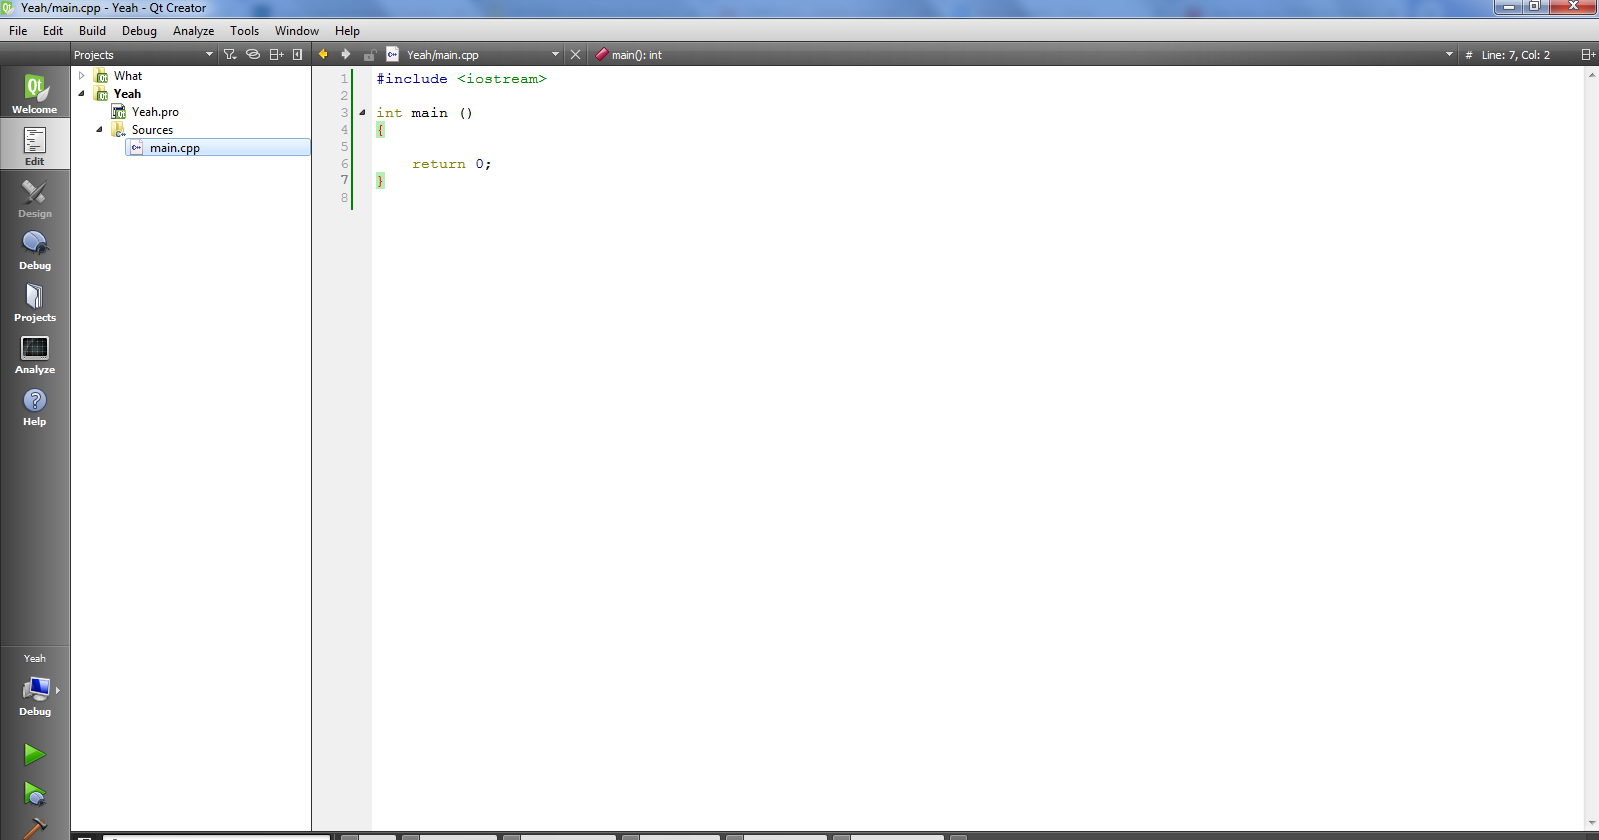 Yeah/main.cpp - Yeah - Qt Creator
File Edit Build Debug Analyze Tools Window Help
Projects Yeah/main.cpp main(): int # Line: 7, Col: 2
Qt
Welcome
Edit
Design
Debug
Projects
Analyze
Help
Yeah
Debug
What
Yeah
Yeah.pro
Sources
main.cpp
1 #include <iostream>
2
3 int main ()
4 {
5
6 return 0;
7 }
8